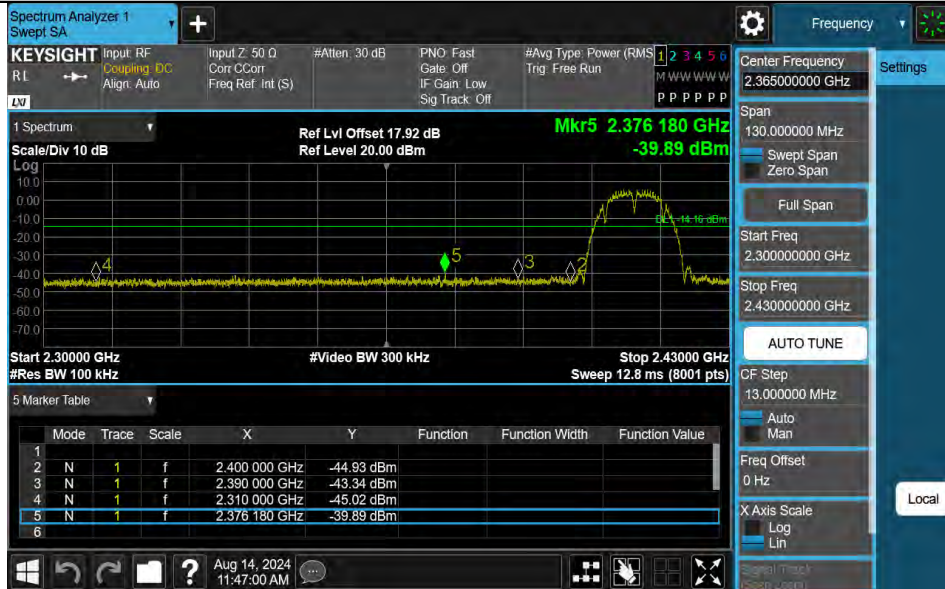 Spectrum Analyzer 1
Swept SA
Frequency
KEYSIGHT
RL
LXI
Input: RF
Coupling: DC
Align: Auto
Input Z: 50 Ω
Corr CCorr
Freq Ref: Int (S)
#Atten: 30 dB
PNO: Fast
Gate: Off
IF Gain: Low
Sig Track: Off
#Avg Type: Power (RMS
Trig: Free Run
1 2 3 4 5 6
M W W W W W
P P P P P P
1 Spectrum
Scale/Div 10 dB
Ref Lvl Offset 17.92 dB
Ref Level 20.00 dBm
Mkr5 2.376 180 GHz
-39.89 dBm
Log
10.0
0.00
-10.0
-20.0
-30.0
-40.0
-50.0
-60.0
-70.0
DL1 -14.16 dBm
4
5
3
2
Start 2.30000 GHz
#Video BW 300 kHz
Stop 2.43000 GHz
#Res BW 100 kHz
Sweep 12.8 ms (8001 pts)
5 Marker Table
Mode Trace Scale X Y Function Function Width Function Value
1
2 N 1 f 2.400 000 GHz -44.93 dBm
3 N 1 f 2.390 000 GHz -43.34 dBm
4 N 1 f 2.310 000 GHz -45.02 dBm
5 N 1 f 2.376 180 GHz -39.89 dBm
6
Aug 14, 2024
11:47:00 AM
Center Frequency
2.365000000 GHz
Settings
Span
130.000000 MHz
Swept Span
Zero Span
Full Span
Start Freq
2.300000000 GHz
Stop Freq
2.430000000 GHz
AUTO TUNE
CF Step
13.000000 MHz
Auto
Man
Freq Offset
0 Hz
Local
X Axis Scale
Log
Lin
Signal Track
(Span Zoom)